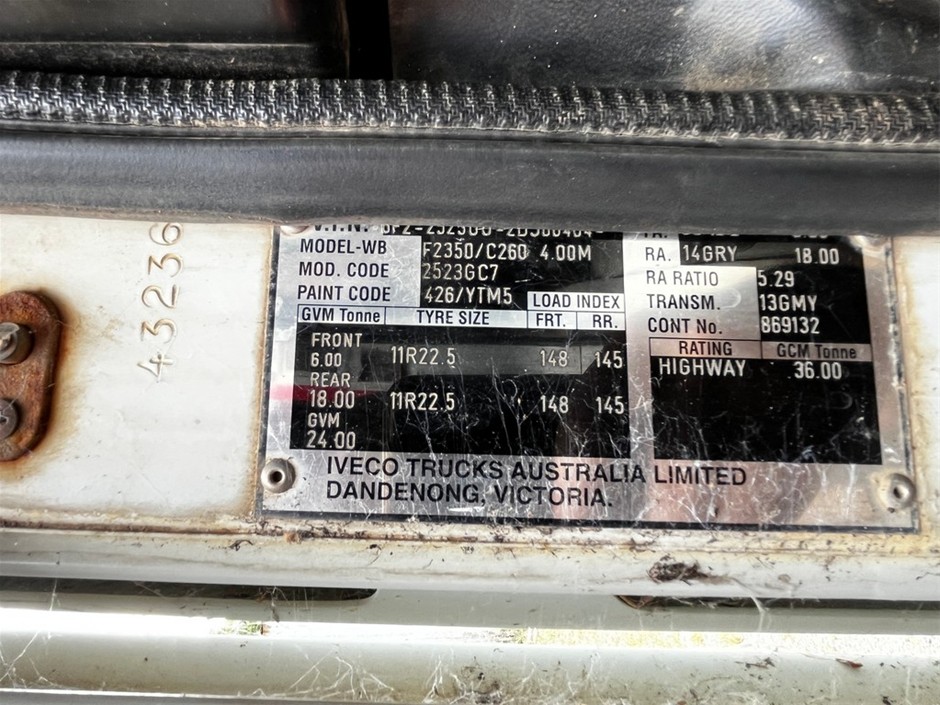 43236
V.I.N.
MODEL-WB F2350/C260 4.00M
MOD. CODE 2523GC7
PAINT CODE 426/YTM5 LOAD INDEX
GVM Tonne TYRE SIZE FRT. RR.
FRONT
6.00 11R22.5 148 145
REAR
18.00 11R22.5 148 145
GVM
24.00
RA. 14GRY 18.00
RA RATIO 5.29
TRANSM. 13GMY
CONT No. 869132
RATING GCM Tonne
HIGHWAY 36.00
IVECO TRUCKS AUSTRALIA LIMITED
DANDENONG, VICTORIA.